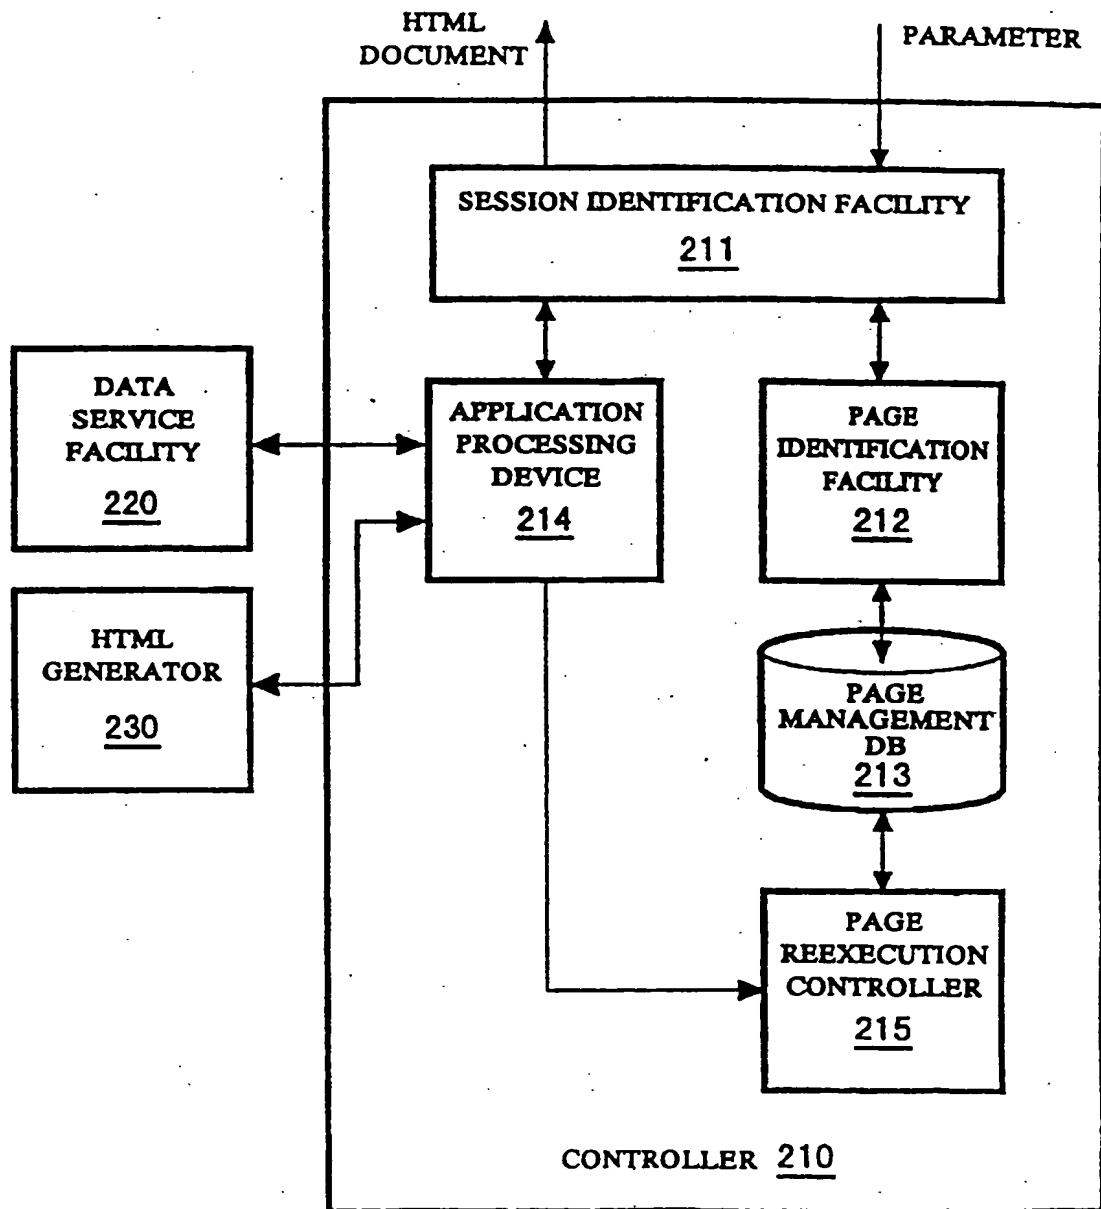 HTML
DOCUMENT
PARAMETER
SESSION IDENTIFICATION FACILITY
211
DATA
SERVICE
FACILITY
220
APPLICATION
PROCESSING
DEVICE
214
PAGE
IDENTIFICATION
FACILITY
212
HTML
GENERATOR
230
PAGE
MANAGEMENT
DB
213
PAGE
REEXECUTION
CONTROLLER
215
CONTROLLER 210